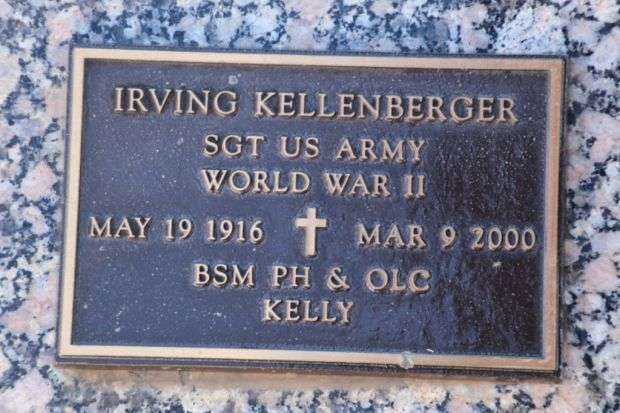 IRVING KELLENBERGER
SGT US ARMY
WORLD WAR II
MAY 19 1916 MAR 9 2000
BSM PH & OLC
KELLY